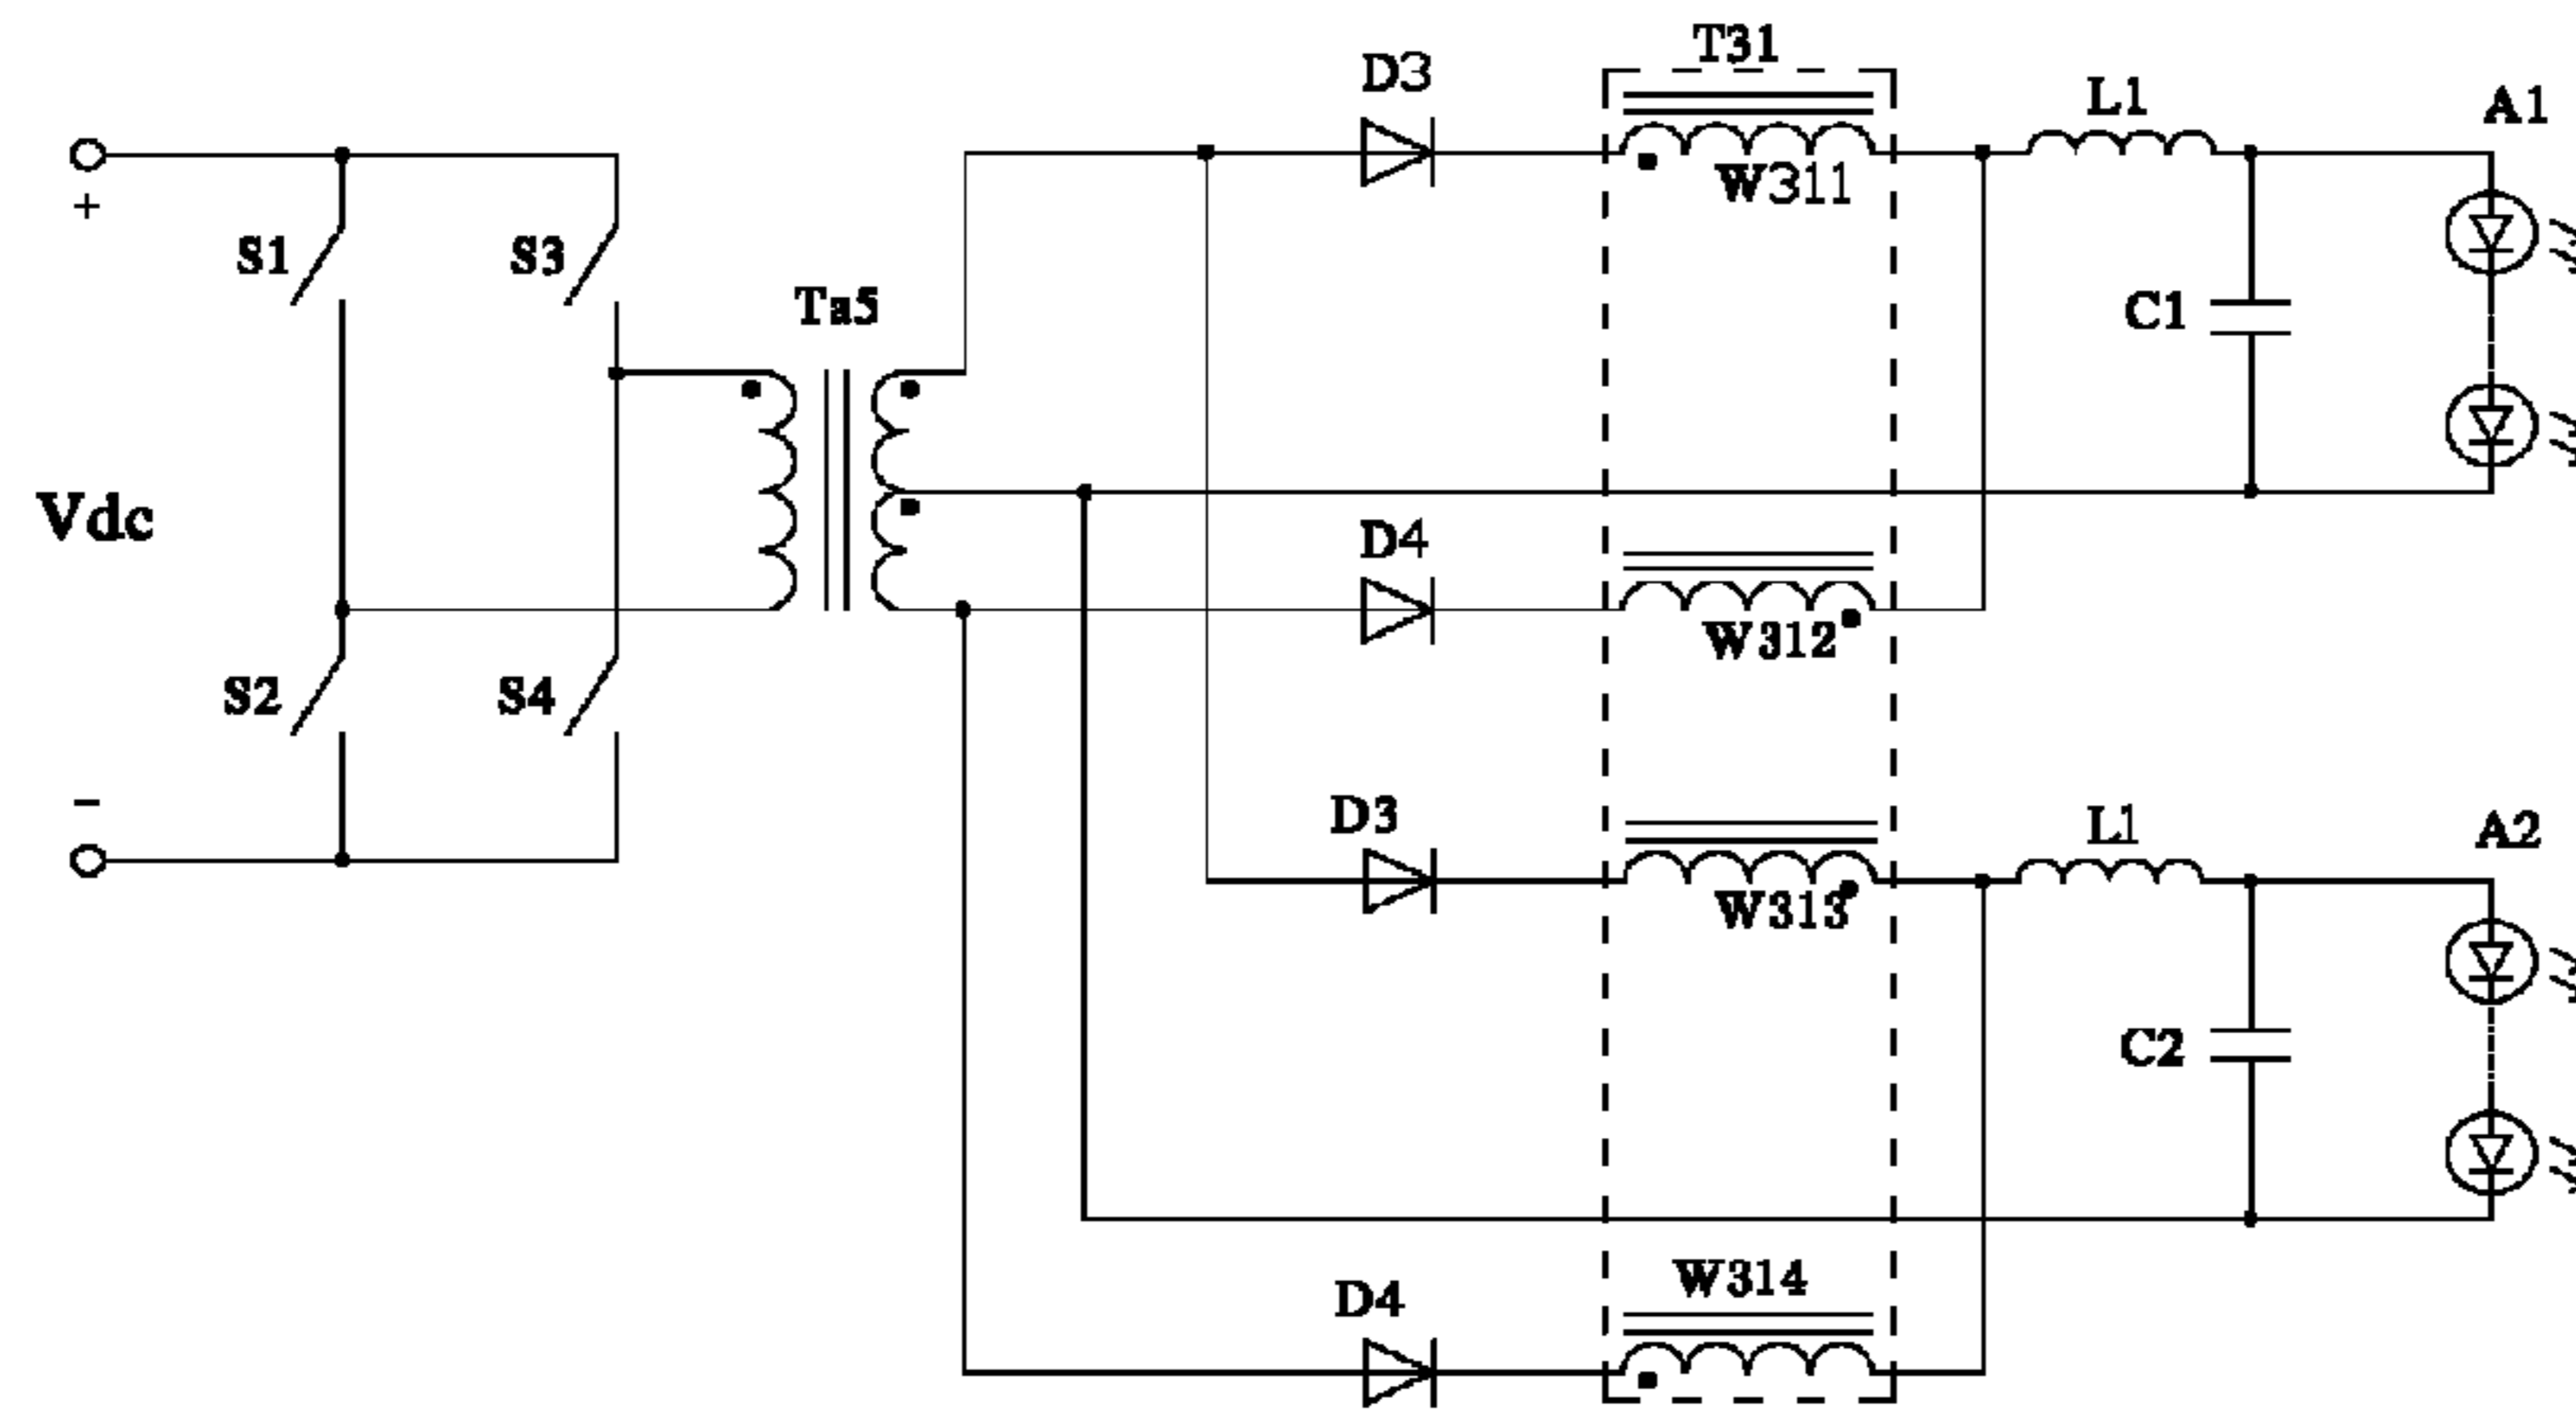 T31
D3
L1
A1
+
W311
S1
S3
Ta5
C1
Vdc
D4
W312
S2
S4
−
D3
L1
A2
W313
C2
W314
D4